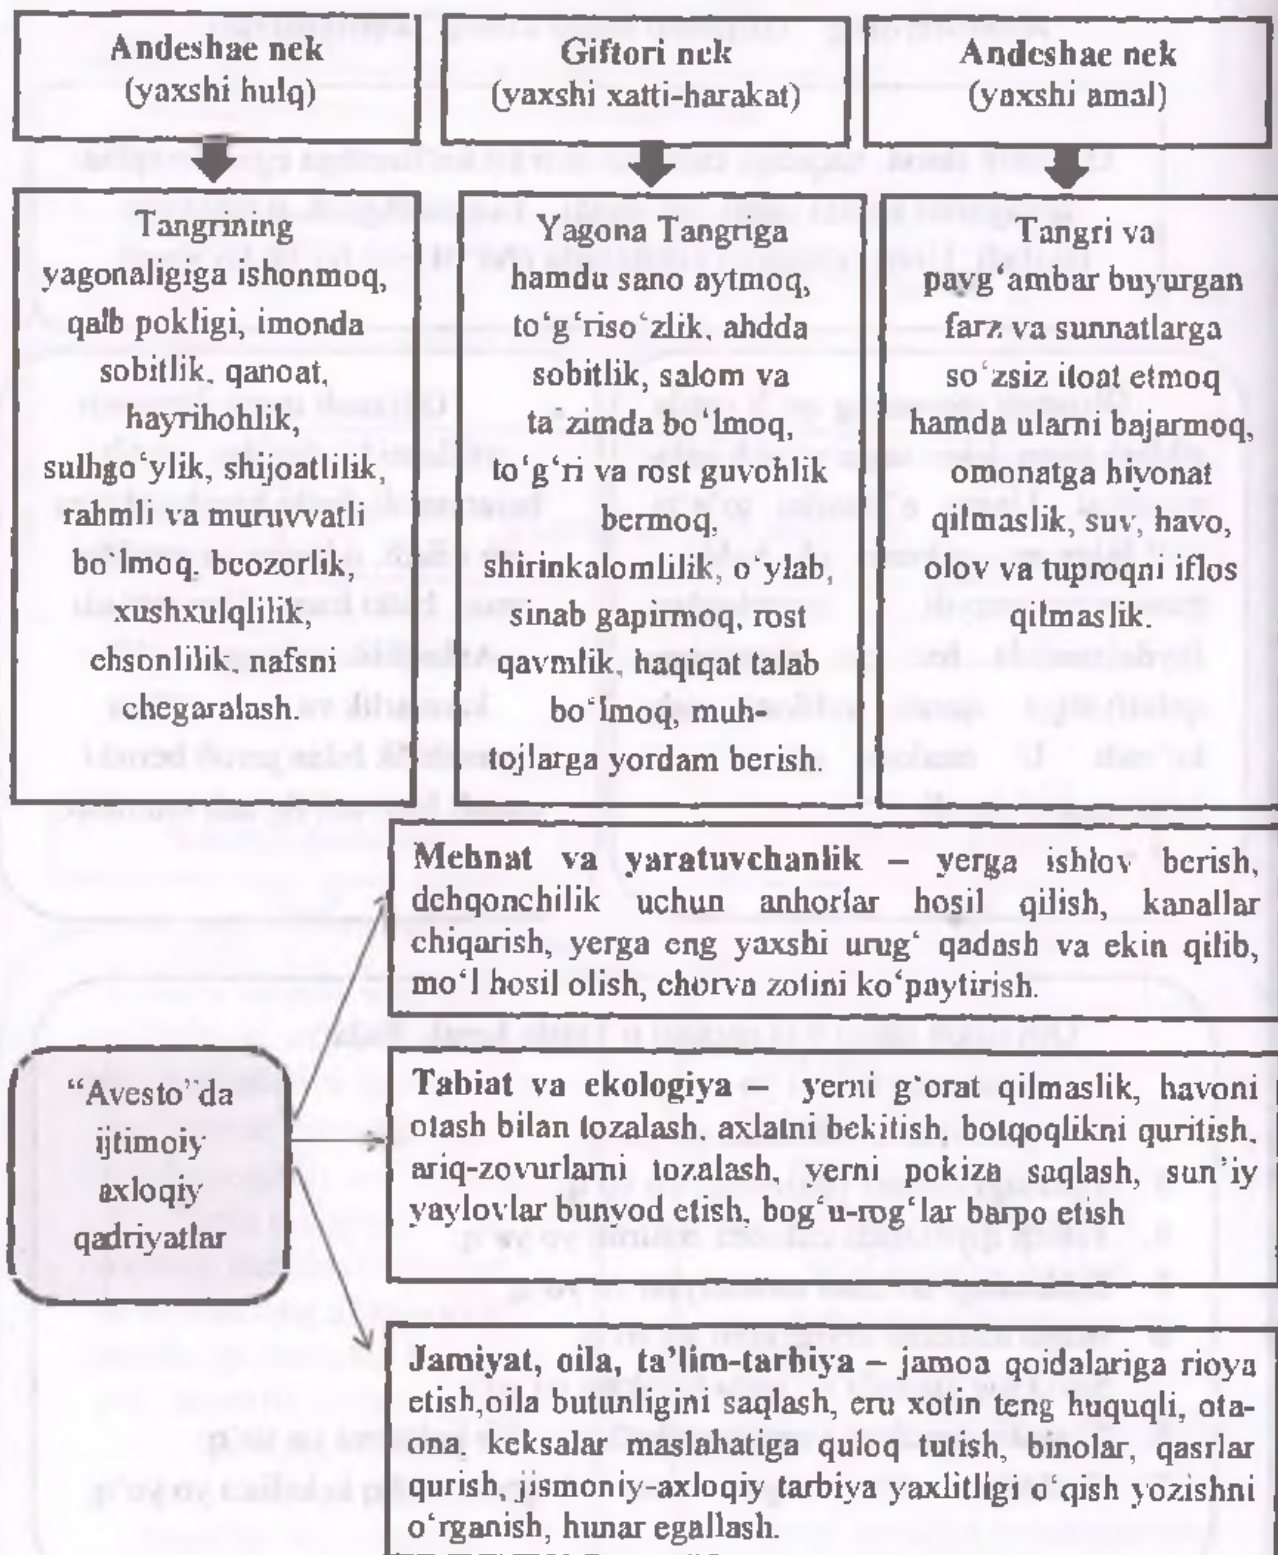 Andeshae nek
(yaxshi hulq)
Giftori nek
(yaxshi xatti-harakat)
Andeshae nek
(yaxshi amal)
Tangrining
yagonaligiga ishonmoq,
qalb pokligi, imonda
sobitlik, qanoat,
hayrihohlik,
sulhgo‘ylik, shijoatlilik,
rahmli va muruvvatli
bo‘lmoq, beozorlik,
xushxulqlilik,
ehsonlilik, nafsni
chegaralash.
Yagona Tangriga
hamdu sano aytmoq,
to‘g‘riso‘zlik, ahdda
sobitlik, salom va
ta’zimda bo‘lmoq,
to‘g‘ri va rost guvohlik
bermoq,
shirinkalomlilik, o‘ylab,
sinab gapirmoq, rost
qavmlik, haqiqat talab
bo‘lmoq, muh-
tojlarga yordam berish.
Tangri va
payg‘ambar buyurgan
farz va sunnatlarga
so‘zsiz itoat etmoq
hamda ularni bajarmoq,
omonatga hiyonat
qilmaslik, suv, havo,
olov va tuproqni iflos
qilmaslik.
Mehnat va yaratuvchanlik – yerga ishlov berish,
dehqonchilik uchun anhorlar hosil qilish, kanallar
chiqarish, yerga eng yaxshi urug‘ qadash va ekin qilib,
mo‘l hosil olish, chorva zotini ko‘paytirish.
“Avesto”da
ijtimoiy
axloqiy
qadriyatlar
Tabiat va ekologiya – yerni g‘orat qilmaslik, havoni
otash bilan tozalash, axlatni bekitish, botqoqlikni quritish,
ariq-zovurlarni tozalash, yerni pokiza saqlash, sun’iy
yaylovlar bunyod etish, bog‘u-rog‘lar barpo etish
Jamiyat, oila, ta’lim-tarbiya – jamoa qoidalariga rioya
etish,oila butunligini saqlash, eru xotin teng huquqli, ota-
ona, keksalar maslahatiga quloq tutish, binolar, qasrlar
qurish, jismoniy-axloqiy tarbiya yaxlitligi o‘qish yozishni
o‘rganish, hunar egallash.